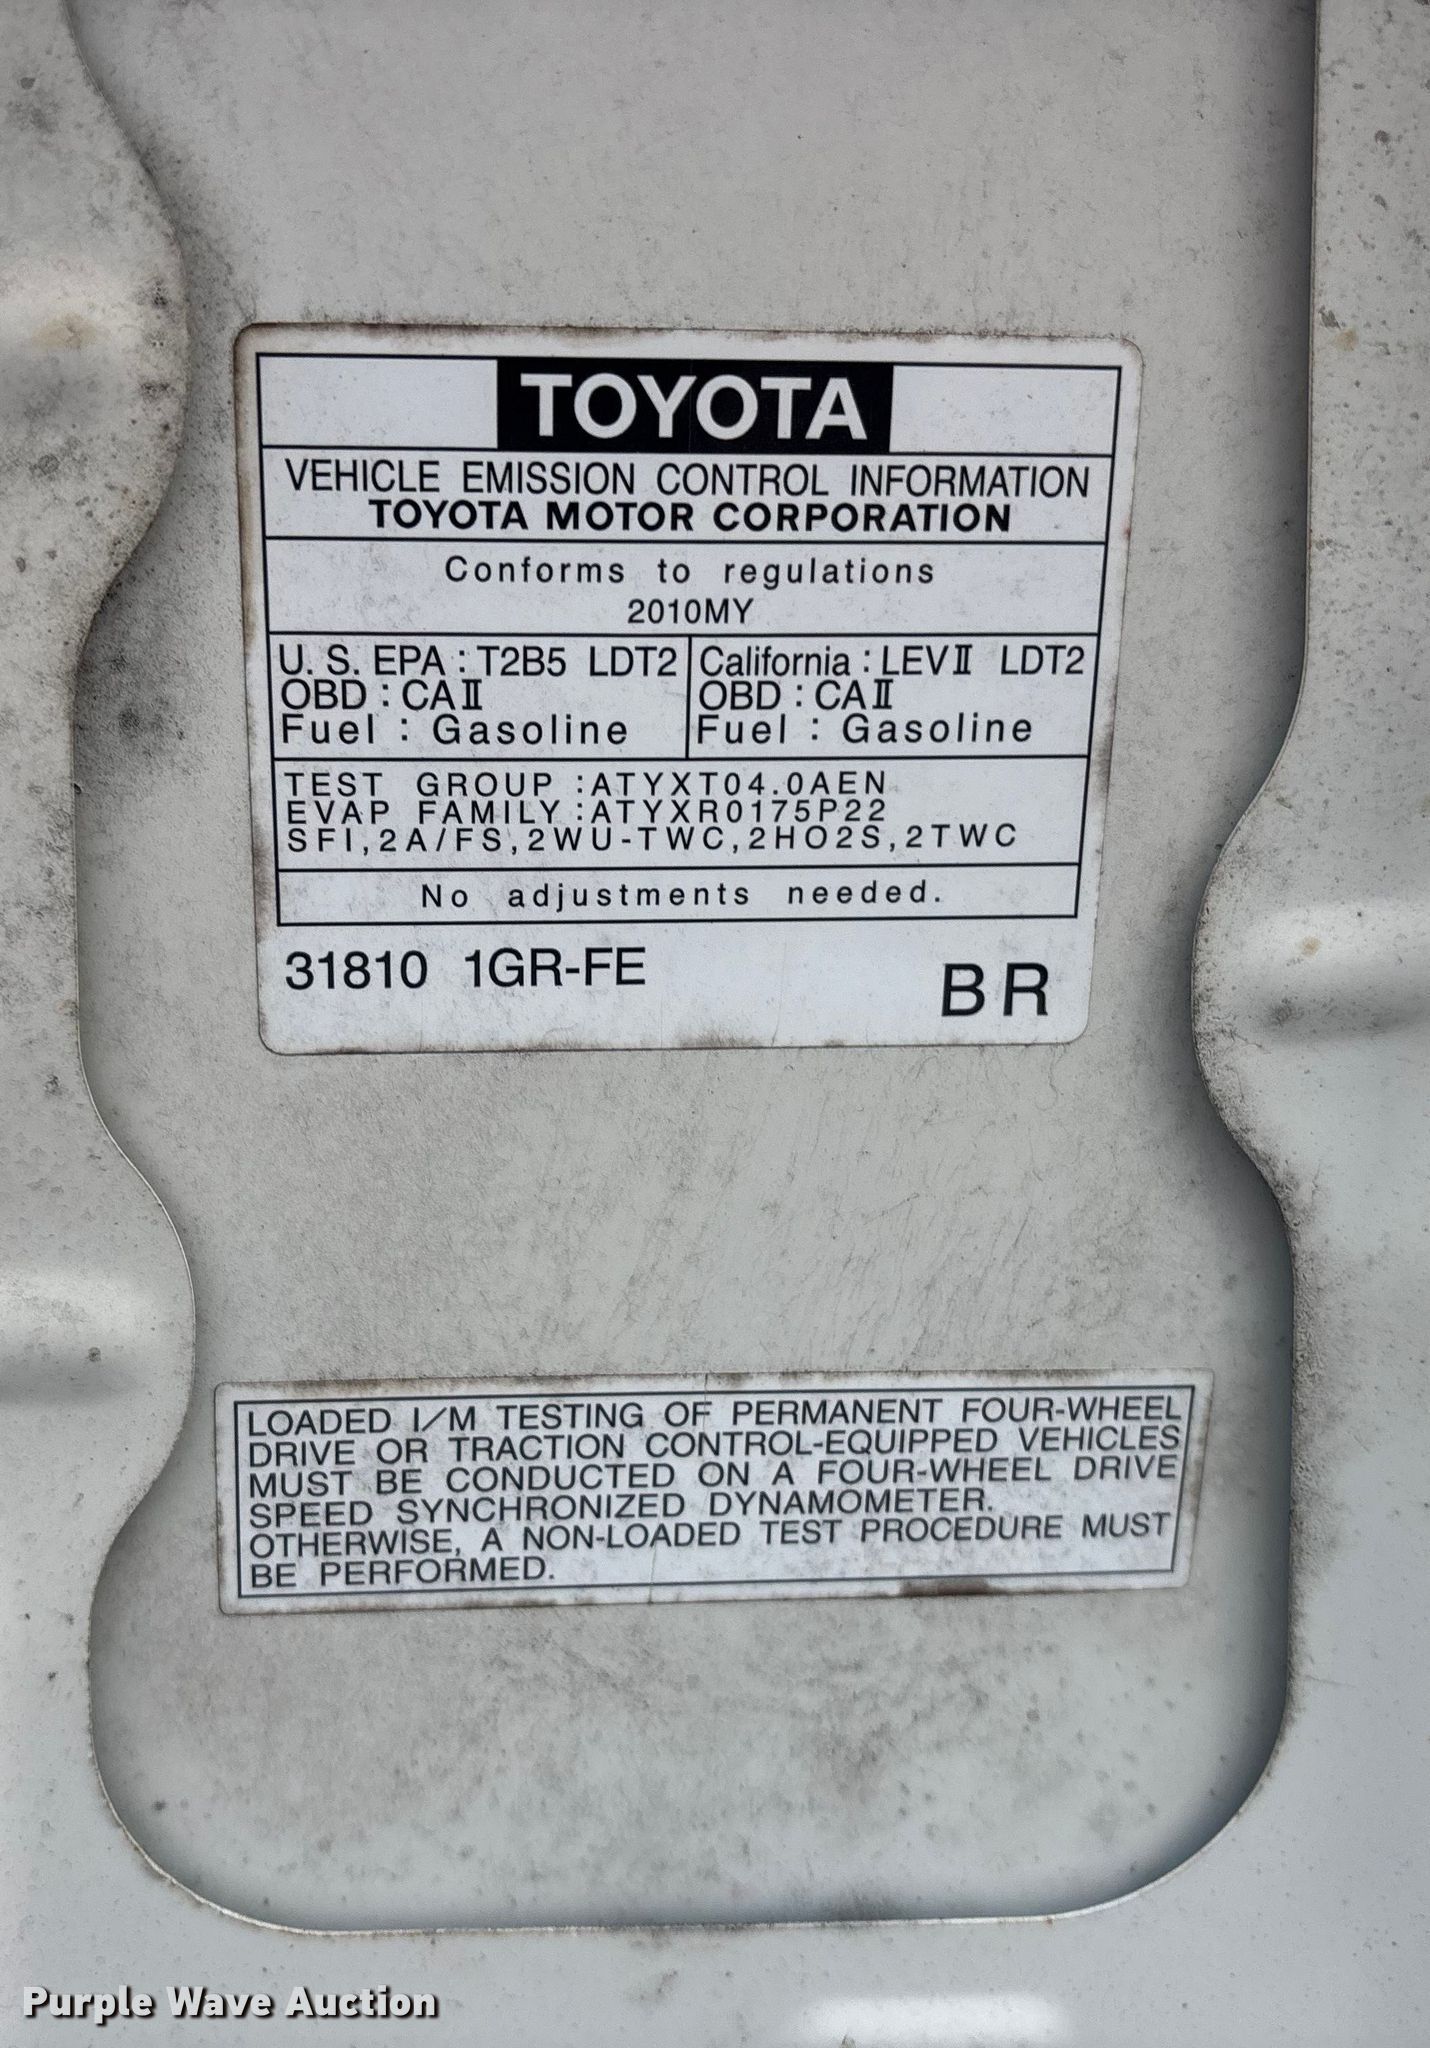 TOYOTA
VEHICLE EMISSION CONTROL INFORMATION
TOYOTA MOTOR CORPORATION
Conforms to regulations
2010MY
U. S. EPA : T2B5 LDT2
OBD : CAⅡ
Fuel : Gasoline
California : LEVⅡ LDT2
OBD : CAⅡ
Fuel : Gasoline
TEST GROUP :ATYXT04.0AEN
EVAP FAMILY:ATYXR0175P22
SFI,2A/FS,2WU-TWC,2HO2S,2TWC
No adjustments needed.
31810 1GR-FE
BR
LOADED I/M TESTING OF PERMANENT FOUR-WHEEL
DRIVE OR TRACTION CONTROL-EQUIPPED VEHICLES
MUST BE CONDUCTED ON A FOUR-WHEEL DRIVE
SPEED SYNCHRONIZED DYNAMOMETER.
OTHERWISE, A NON-LOADED TEST PROCEDURE MUST
BE PERFORMED.
Purple Wave Auction